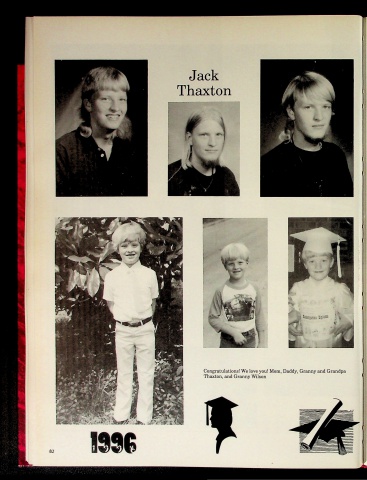 Jack
Thaxton
Congratulations! We love you! Mom, Daddy, Granny and Grandpa
Thaxton, and Granny Wilson
82
1996